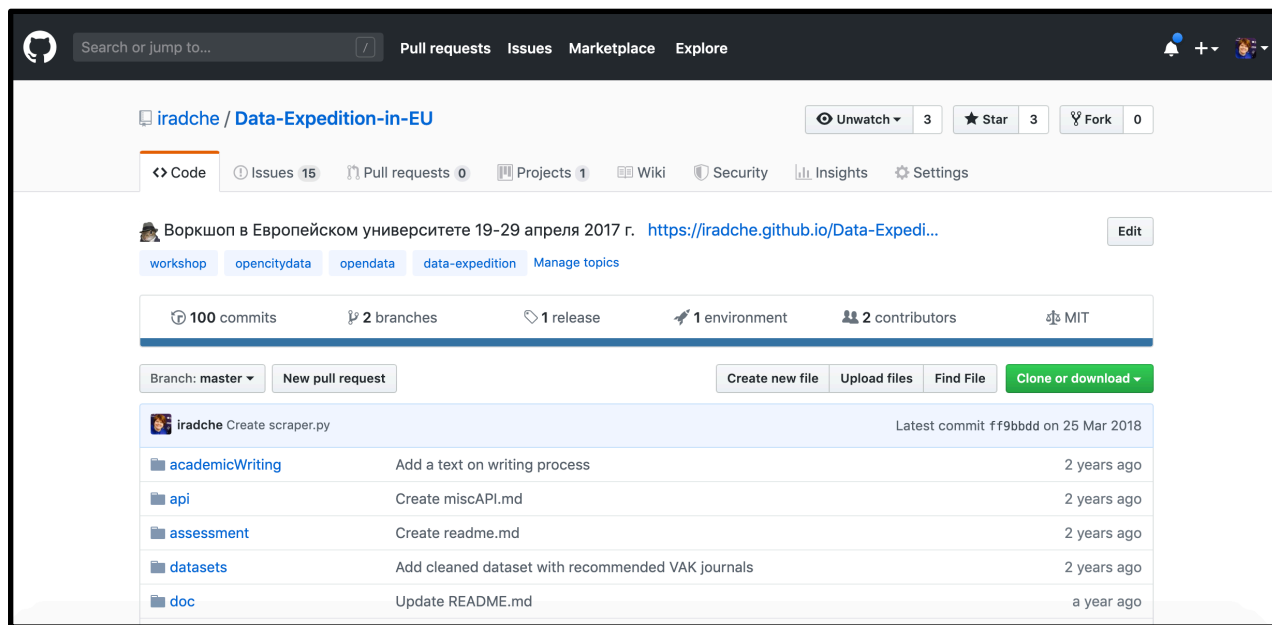 Search or jump to... / Pull requests Issues Marketplace Explore
iradche / Data-Expedition-in-EU Unwatch 3 Star 3 Fork 0
Code Issues 15 Pull requests 0 Projects 1 Wiki Security Insights Settings
Воркшоп в Европейском университете 19-29 апреля 2017 г. https://iradche.github.io/Data-Expedi... Edit
workshop opencitydata opendata data-expedition Manage topics
100 commits 2 branches 1 release 1 environment 2 contributors MIT
Branch: master New pull request Create new file Upload files Find File Clone or download
iradche Create scraper.py Latest commit ff9bbdd on 25 Mar 2018
academicWriting Add a text on writing process 2 years ago
api Create miscAPI.md 2 years ago
assessment Create readme.md 2 years ago
datasets Add cleaned dataset with recommended VAK journals 2 years ago
doc Update README.md a year ago